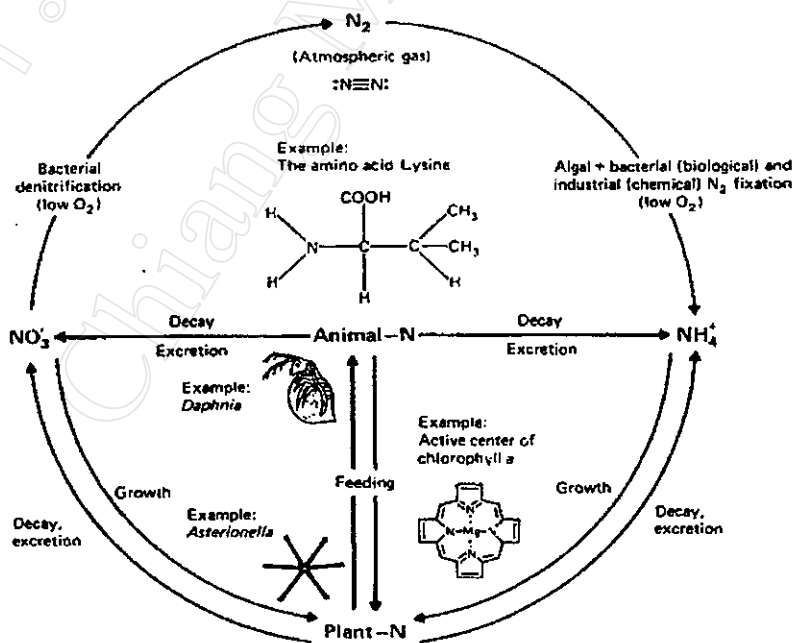 N₂
(Atmospheric gas)
:N≡N:
Example:
The amino acid Lysine
Bacterial
denitrification
(low O₂)
Algal + bacterial (biological) and
industrial (chemical) N₂ fixation
(low O₂)
COOH
H
N
C
C
CH₃
CH₃
H
H
H
NO₃⁻
Decay
Excretion
Animal–N
Decay
Excretion
NH₄⁺
Example:
Daphnia
Example:
Active center of
chlorophyll a
Feeding
Growth
Growth
Decay,
excretion
Decay,
excretion
Example:
Asterionella
N
N
Mg
N
Plant–N
Chiang M